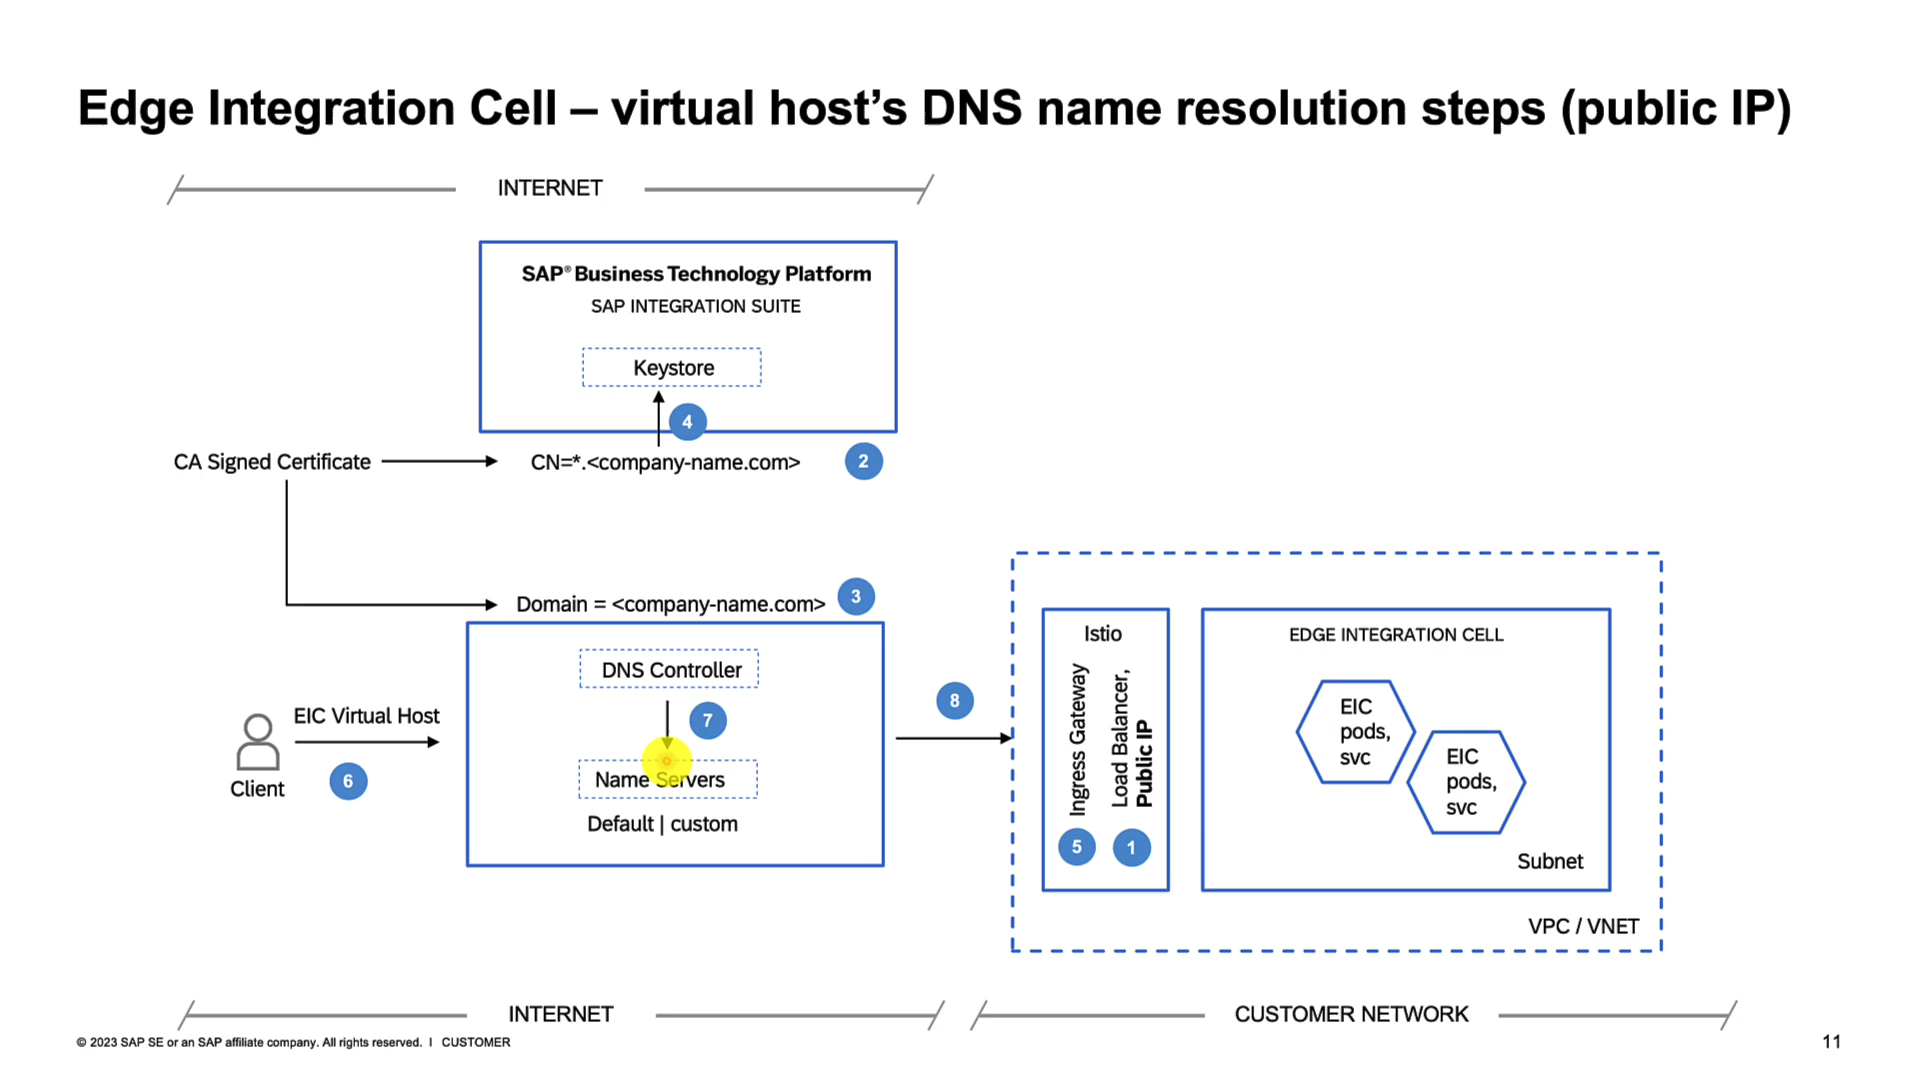 Edge Integration Cell – virtual host’s DNS name resolution steps (public IP)
INTERNET
SAP® Business Technology Platform
SAP INTEGRATION SUITE
Keystore
4
CA Signed Certificate
CN=*.<company-name.com>
2
Domain = <company-name.com>
3
DNS Controller
7
Name Servers
Default | custom
EIC Virtual Host
6
Client
8
Istio
Ingress Gateway
Load Balancer,
Public IP
5
1
EDGE INTEGRATION CELL
EIC
pods,
svc
EIC
pods,
svc
Subnet
VPC / VNET
INTERNET
CUSTOMER NETWORK
© 2023 SAP SE or an SAP affiliate company. All rights reserved. I CUSTOMER
11